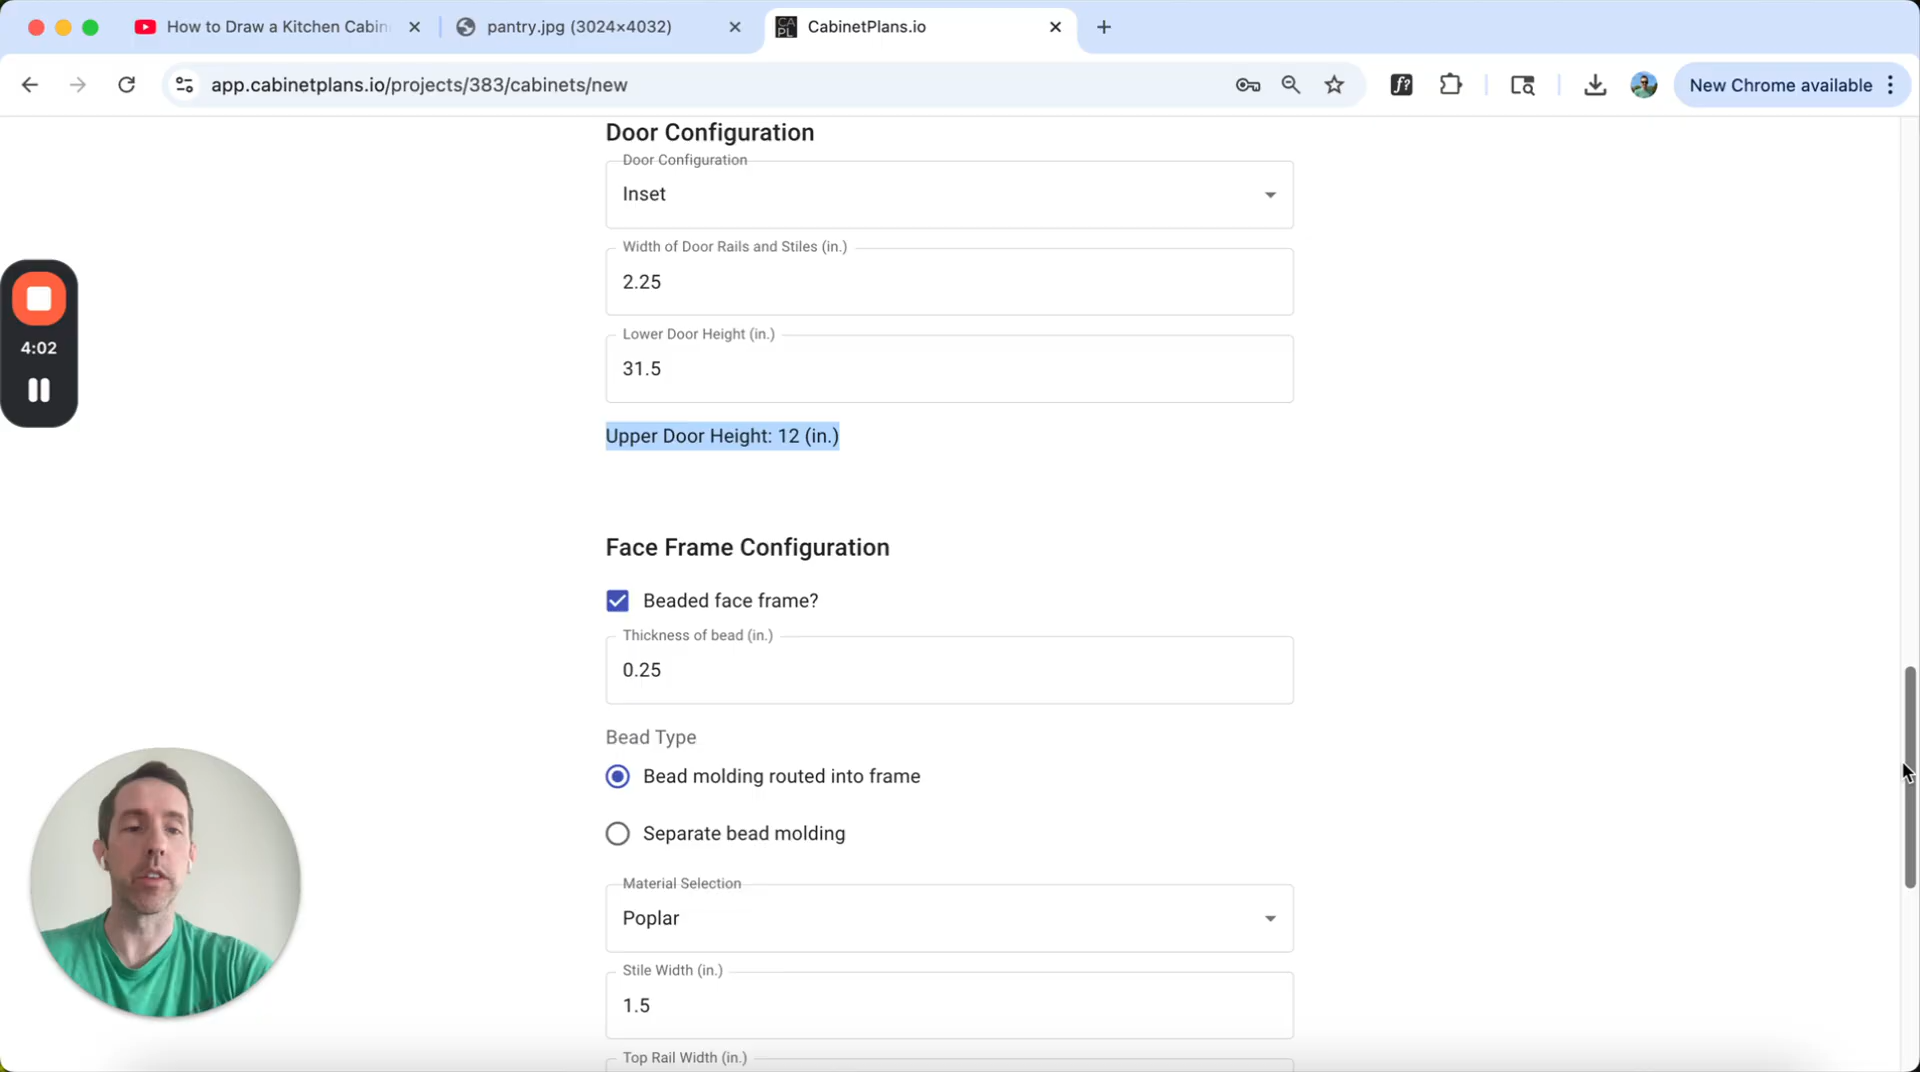 How to Draw a Kitchen Cabin
pantry.jpg (3024×4032)
CA
PL
CabinetPlans.io
app.cabinetplans.io/projects/383/cabinets/new
f?
New Chrome available
Door Configuration
Door Configuration
Inset
Width of Door Rails and Stiles (in.)
2.25
Lower Door Height (in.)
31.5
4:02
Upper Door Height: 12 (in.)
Face Frame Configuration
Beaded face frame?
Thickness of bead (in.)
0.25
Bead Type
Bead molding routed into frame
Separate bead molding
Material Selection
Poplar
Stile Width (in.)
1.5
Top Rail Width (in.)